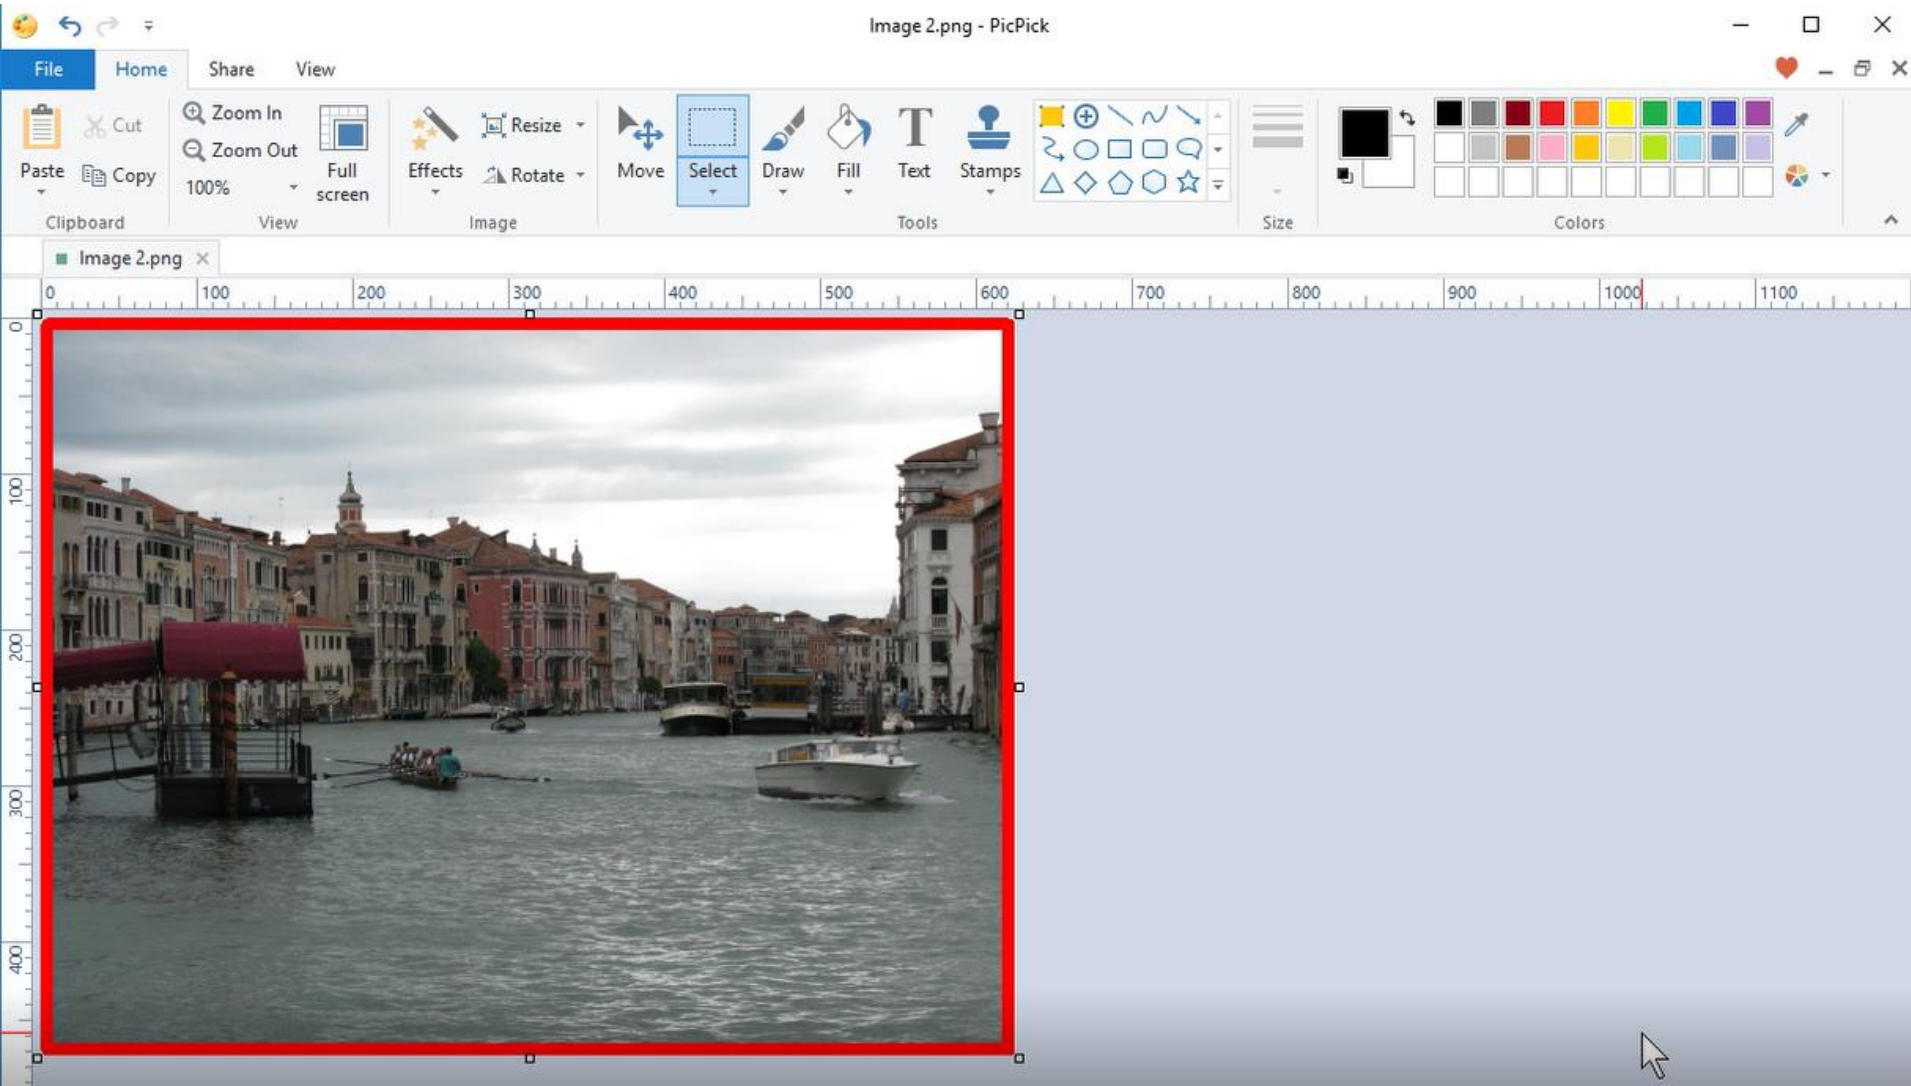 Image 2.png - PicPick
File Home Share View
Paste
Cut
Copy
Clipboard
Zoom In
Zoom Out
100%
Full screen
View
Effects
Resize
Rotate
Image
Move
Select
Draw
Fill
T
Text
Stamps
Tools
Size
Colors
Image 2.png
0 100 200 300 400 500 600 700 800 900 1000 1100
0
100
200
300
400